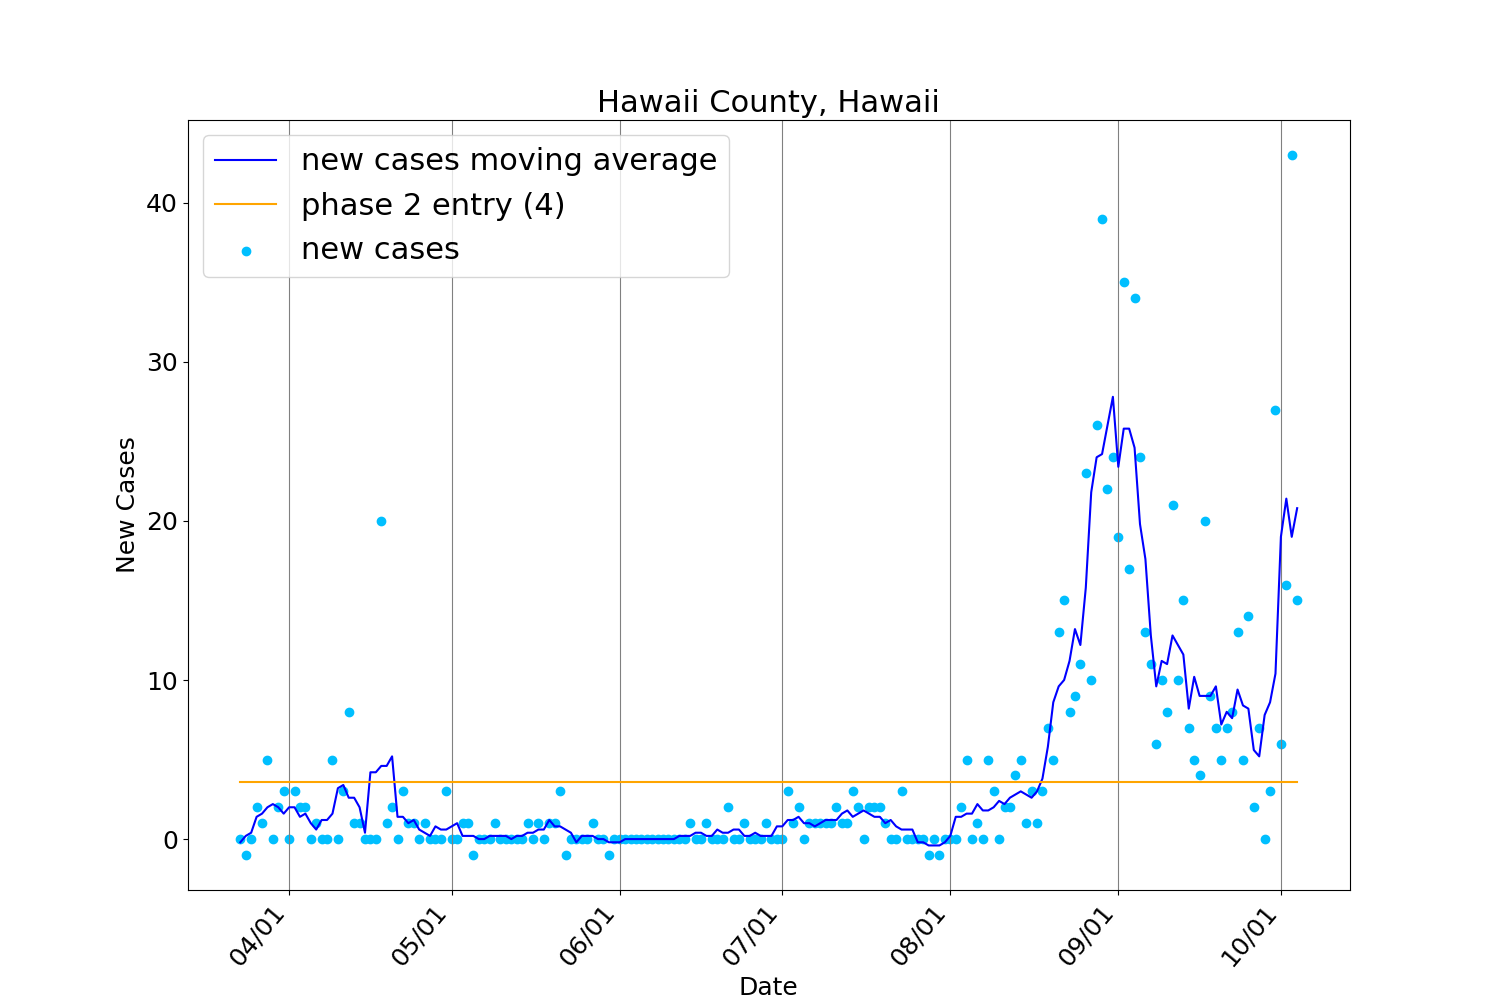 Hawaii County, Hawaii
new cases moving average
phase 2 entry (4)
new cases
New Cases
40
30
20
10
0
04/01
05/01
06/01
07/01
08/01
09/01
10/01
Date